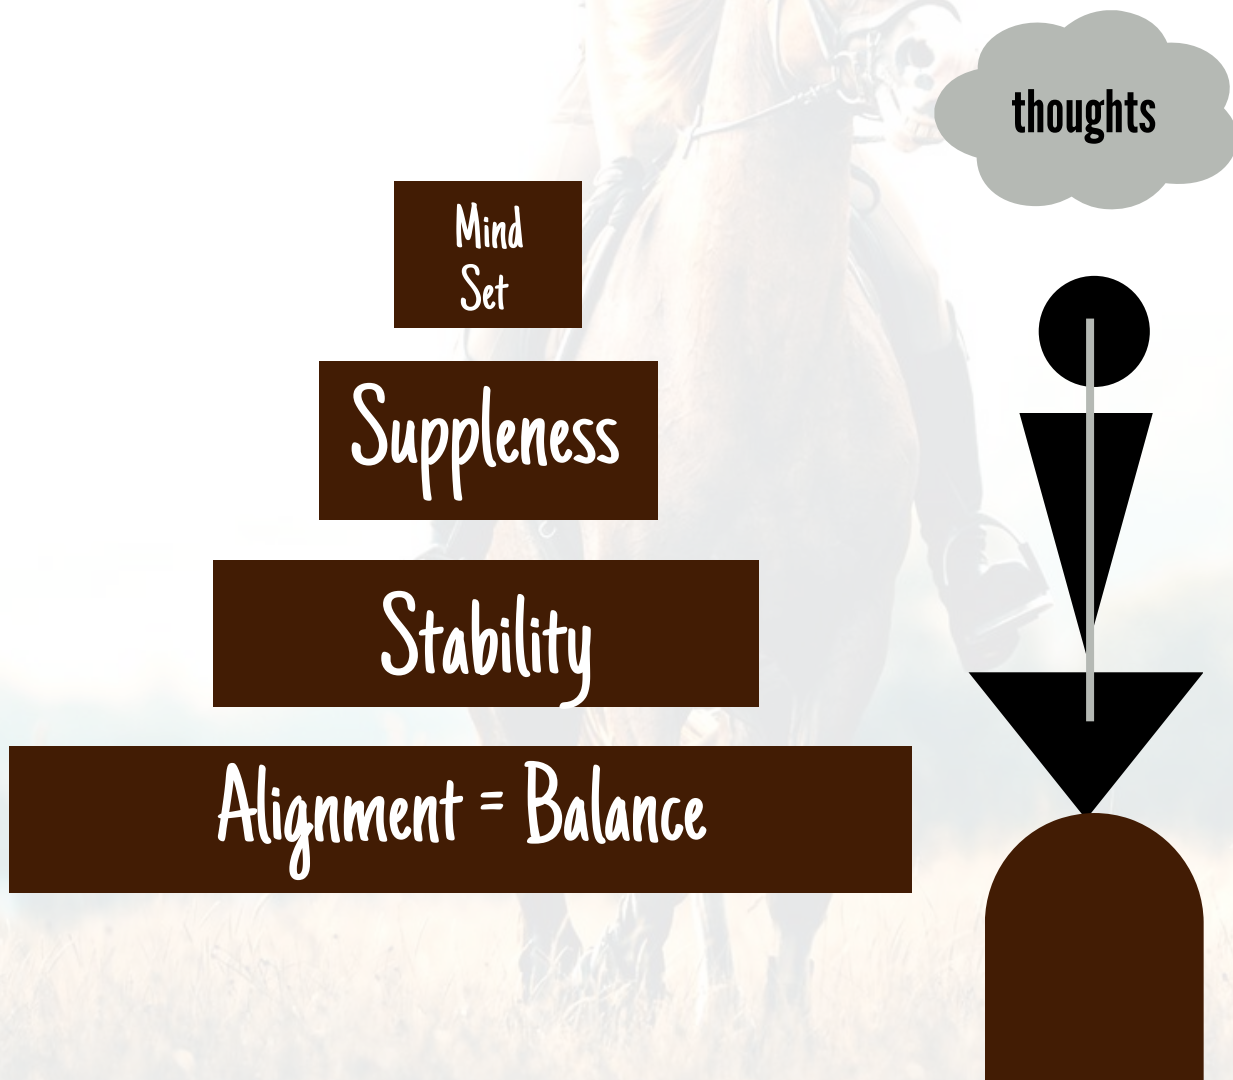 thoughts
Mind
Set
Suppleness
Stability
Alignment = Balance